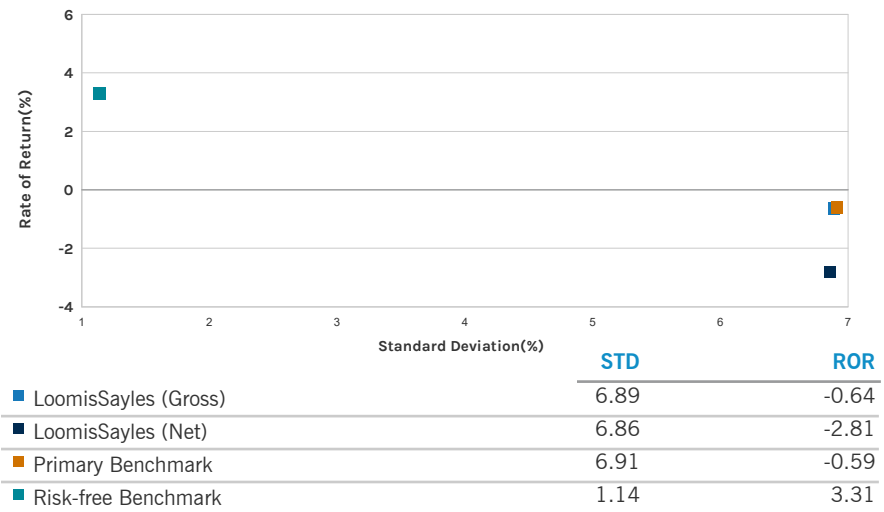 6
4
2
0
-2
-4
Rate of Return(%)
1 2 3 4 5 6 7
Standard Deviation(%)
STD ROR
LoomisSayles (Gross) 6.89 -0.64
LoomisSayles (Net) 6.86 -2.81
Primary Benchmark 6.91 -0.59
Risk-free Benchmark 1.14 3.31